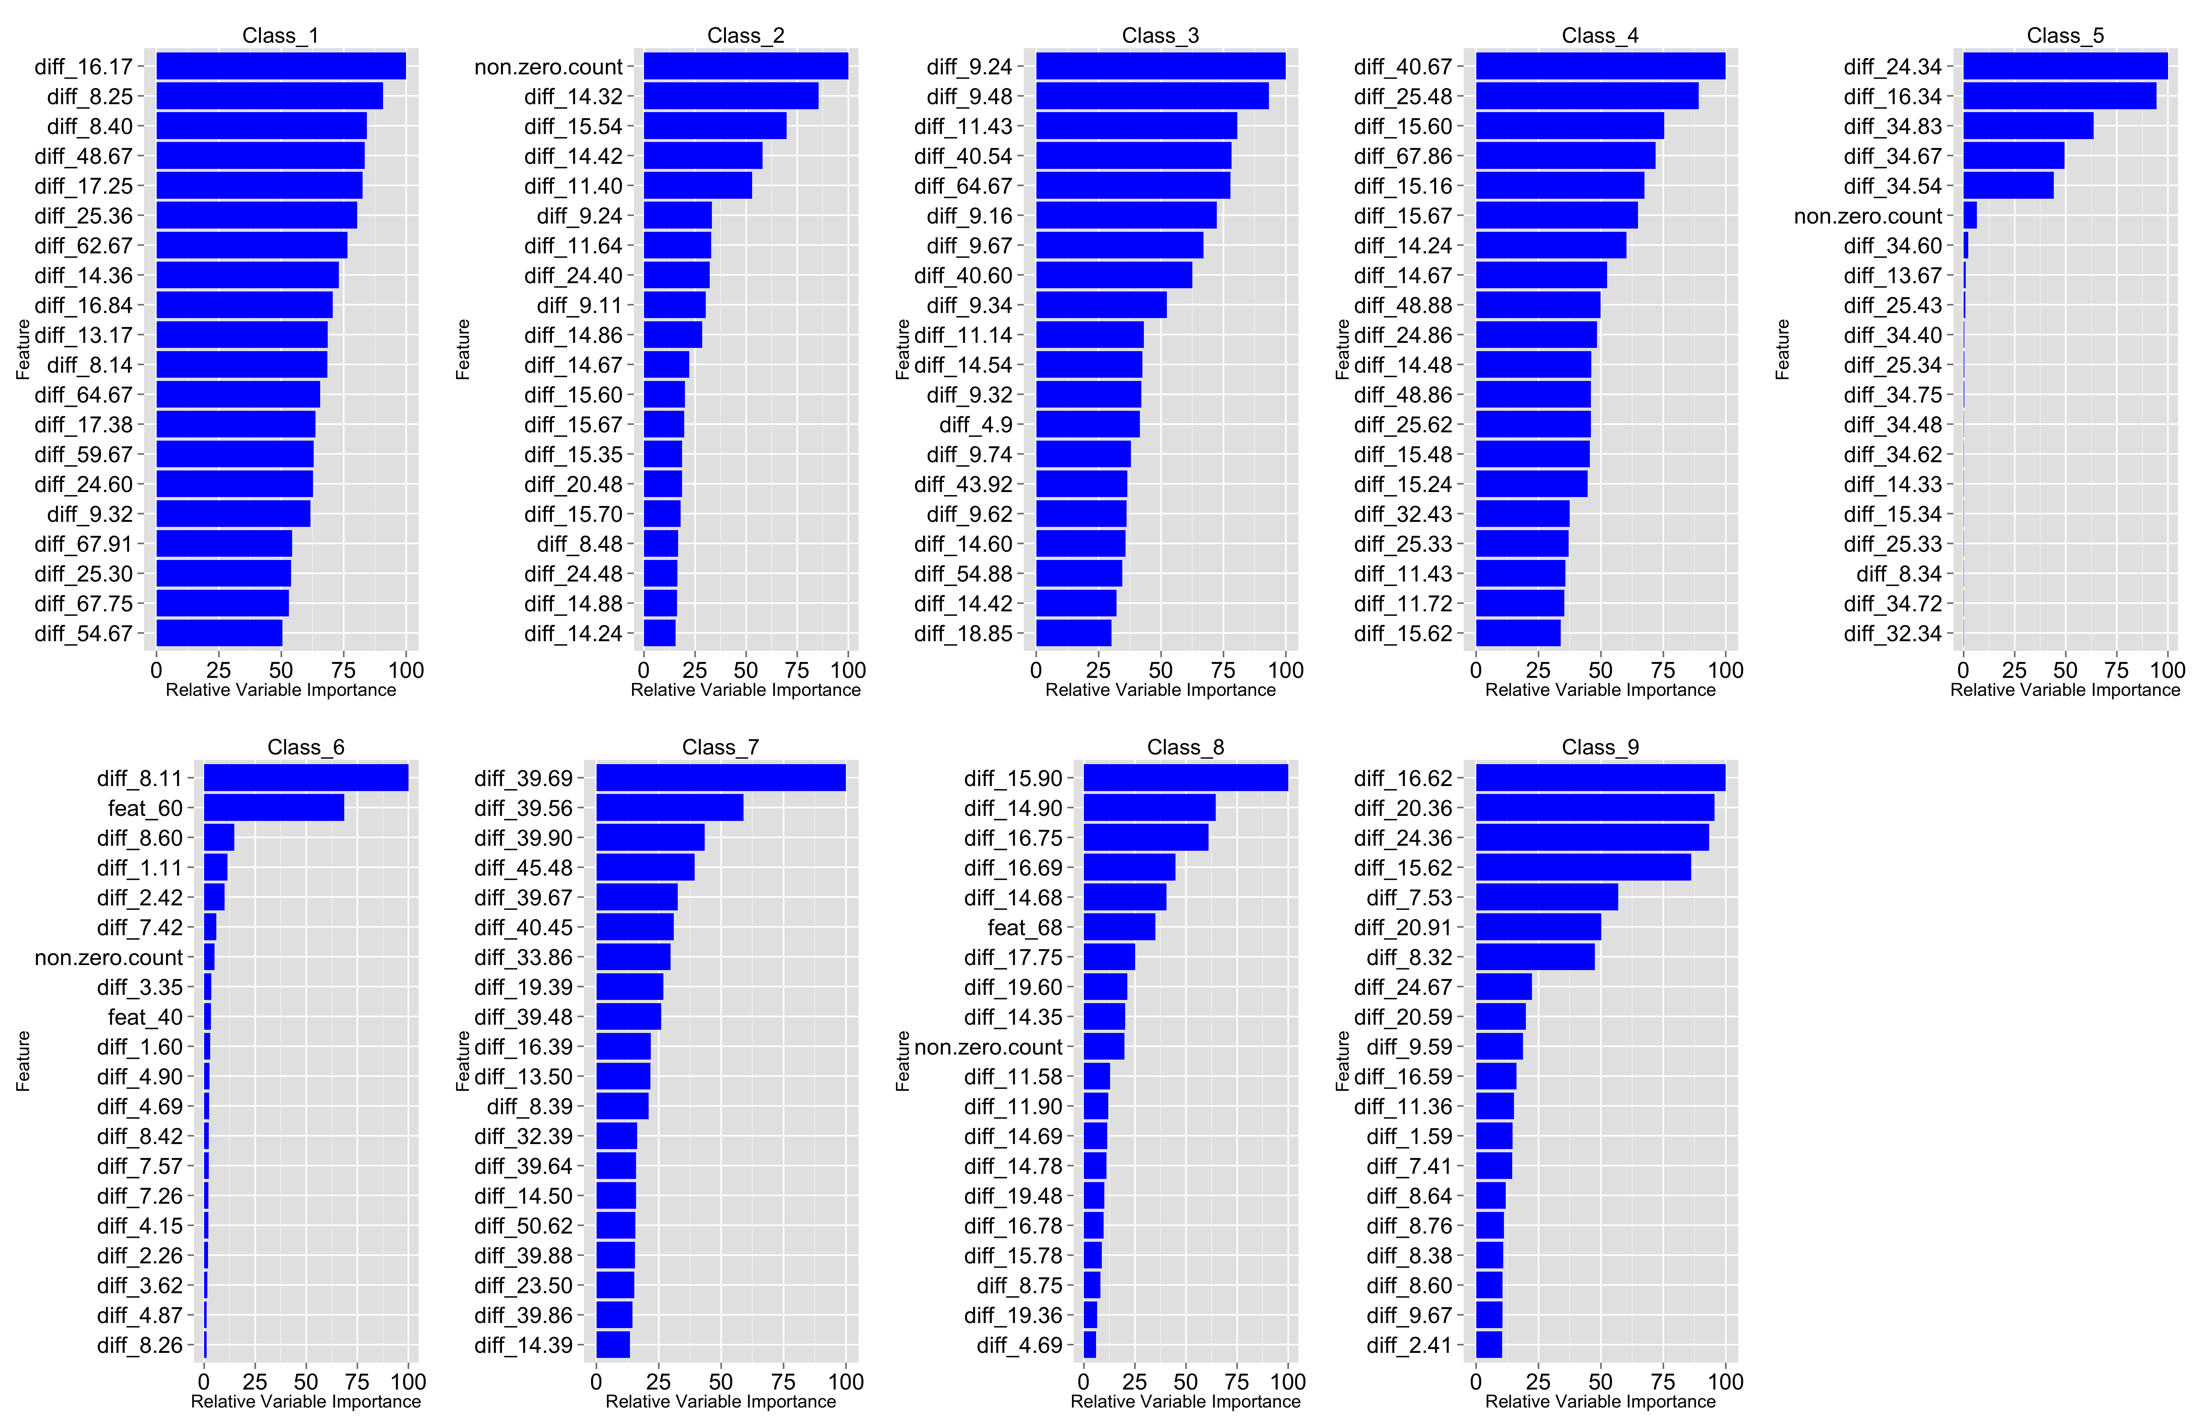 Class_1
diff_16.17
diff_8.25
diff_8.40
diff_48.67
diff_17.25
diff_25.36
diff_62.67
diff_14.36
diff_16.84
diff_13.17
diff_8.14
diff_64.67
diff_17.38
diff_59.67
diff_24.60
diff_9.32
diff_67.91
diff_25.30
diff_67.75
diff_54.67
Feature
0 25 50 75 100
Relative Variable Importance
Class_2
non.zero.count
diff_14.32
diff_15.54
diff_14.42
diff_11.40
diff_9.24
diff_11.64
diff_24.40
diff_9.11
diff_14.86
diff_14.67
diff_15.60
diff_15.67
diff_15.35
diff_20.48
diff_15.70
diff_8.48
diff_24.48
diff_14.88
diff_14.24
Feature
0 25 50 75 100
Relative Variable Importance
Class_3
diff_9.24
diff_9.48
diff_11.43
diff_40.54
diff_64.67
diff_9.16
diff_9.67
diff_40.60
diff_9.34
diff_11.14
diff_14.54
diff_9.32
diff_4.9
diff_9.74
diff_43.92
diff_9.62
diff_14.60
diff_54.88
diff_14.42
diff_18.85
Feature
0 25 50 75 100
Relative Variable Importance
Class_4
diff_40.67
diff_25.48
diff_15.60
diff_67.86
diff_15.16
diff_15.67
diff_14.24
diff_14.67
diff_48.88
diff_24.86
diff_14.48
diff_48.86
diff_25.62
diff_15.48
diff_15.24
diff_32.43
diff_25.33
diff_11.43
diff_11.72
diff_15.62
Feature
0 25 50 75 100
Relative Variable Importance
Class_5
diff_24.34
diff_16.34
diff_34.83
diff_34.67
diff_34.54
non.zero.count
diff_34.60
diff_13.67
diff_25.43
diff_34.40
diff_25.34
diff_34.75
diff_34.48
diff_34.62
diff_14.33
diff_15.34
diff_25.33
diff_8.34
diff_34.72
diff_32.34
Feature
0 25 50 75 100
Relative Variable Importance
Class_6
diff_8.11
feat_60
diff_8.60
diff_1.11
diff_2.42
diff_7.42
non.zero.count
diff_3.35
feat_40
diff_1.60
diff_4.90
diff_4.69
diff_8.42
diff_7.57
diff_7.26
diff_4.15
diff_2.26
diff_3.62
diff_4.87
diff_8.26
Feature
0 25 50 75 100
Relative Variable Importance
Class_7
diff_39.69
diff_39.56
diff_39.90
diff_45.48
diff_39.67
diff_40.45
diff_33.86
diff_19.39
diff_39.48
diff_16.39
diff_13.50
diff_8.39
diff_32.39
diff_39.64
diff_14.50
diff_50.62
diff_39.88
diff_23.50
diff_39.86
diff_14.39
Feature
0 25 50 75 100
Relative Variable Importance
Class_8
diff_15.90
diff_14.90
diff_16.75
diff_16.69
diff_14.68
feat_68
diff_17.75
diff_19.60
diff_14.35
non.zero.count
diff_11.58
diff_11.90
diff_14.69
diff_14.78
diff_19.48
diff_16.78
diff_15.78
diff_8.75
diff_19.36
diff_4.69
Feature
0 25 50 75 100
Relative Variable Importance
Class_9
diff_16.62
diff_20.36
diff_24.36
diff_15.62
diff_7.53
diff_20.91
diff_8.32
diff_24.67
diff_20.59
diff_9.59
diff_16.59
diff_11.36
diff_1.59
diff_7.41
diff_8.64
diff_8.76
diff_8.38
diff_8.60
diff_9.67
diff_2.41
Feature
0 25 50 75 100
Relative Variable Importance